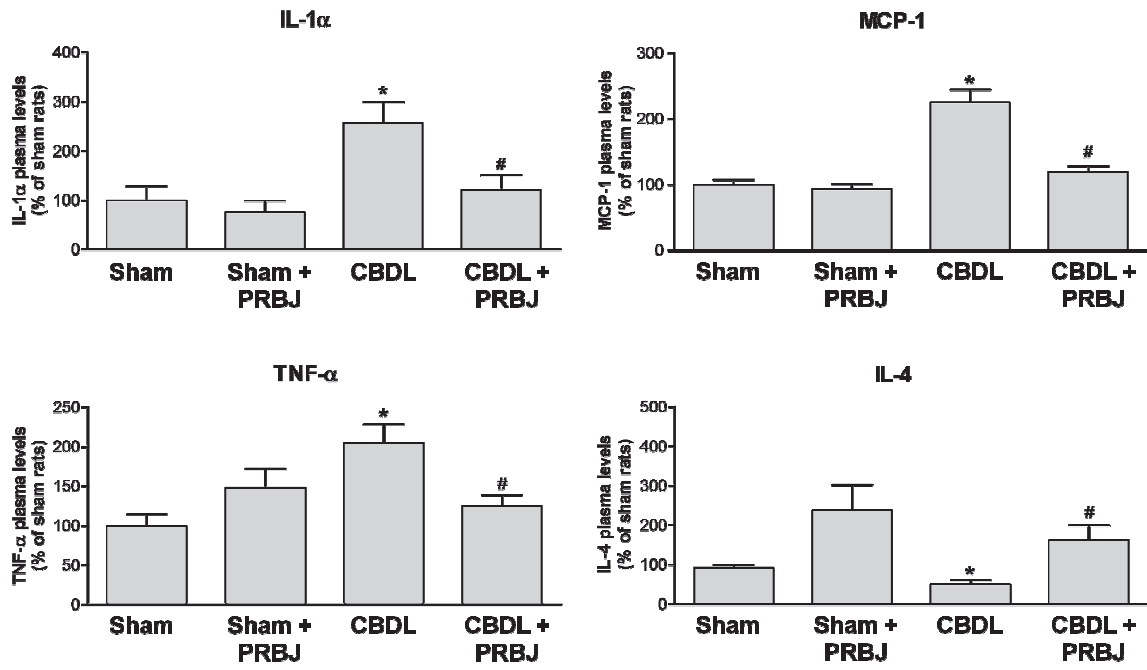 IL-1α
IL-1α plasma levels
(% of sham rats)
400
300
200
100
0
*
#
Sham
Sham +
PRBJ
CBDL
CBDL +
PRBJ
MCP-1
MCP-1 plasma levels
(% of sham rats)
300
200
100
0
*
#
Sham
Sham +
PRBJ
CBDL
CBDL +
PRBJ
TNF-α
TNF-α plasma levels
(% of sham rats)
250
200
150
100
50
0
*
#
Sham
Sham +
PRBJ
CBDL
CBDL +
PRBJ
IL-4
IL-4 plasma levels
(% of sham rats)
500
400
300
200
100
0
*
#
Sham
Sham +
PRBJ
CBDL
CBDL +
PRBJ